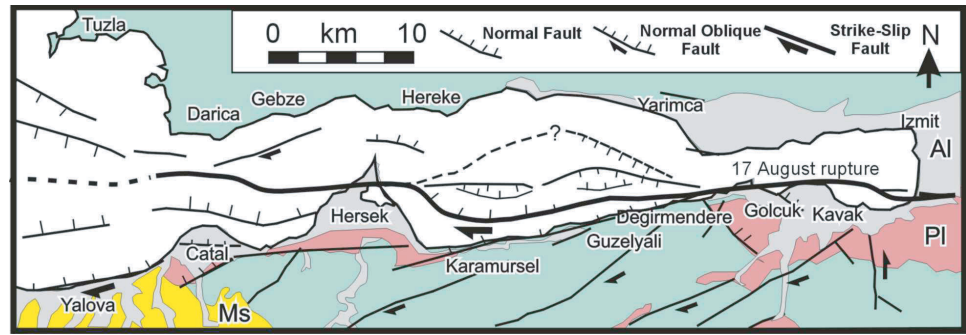 Tuzla
0 km 10
Normal Fault
Normal Oblique
Fault
Strike-Slip
Fault
N
Darica
Gebze
Hereke
Yarimca
Izmit
Al
?
17 August rupture
Hersek
Degirmendere
Golcuk
Kavak
Guzelyali
Pl
Catal
Karamursel
Yalova
Ms